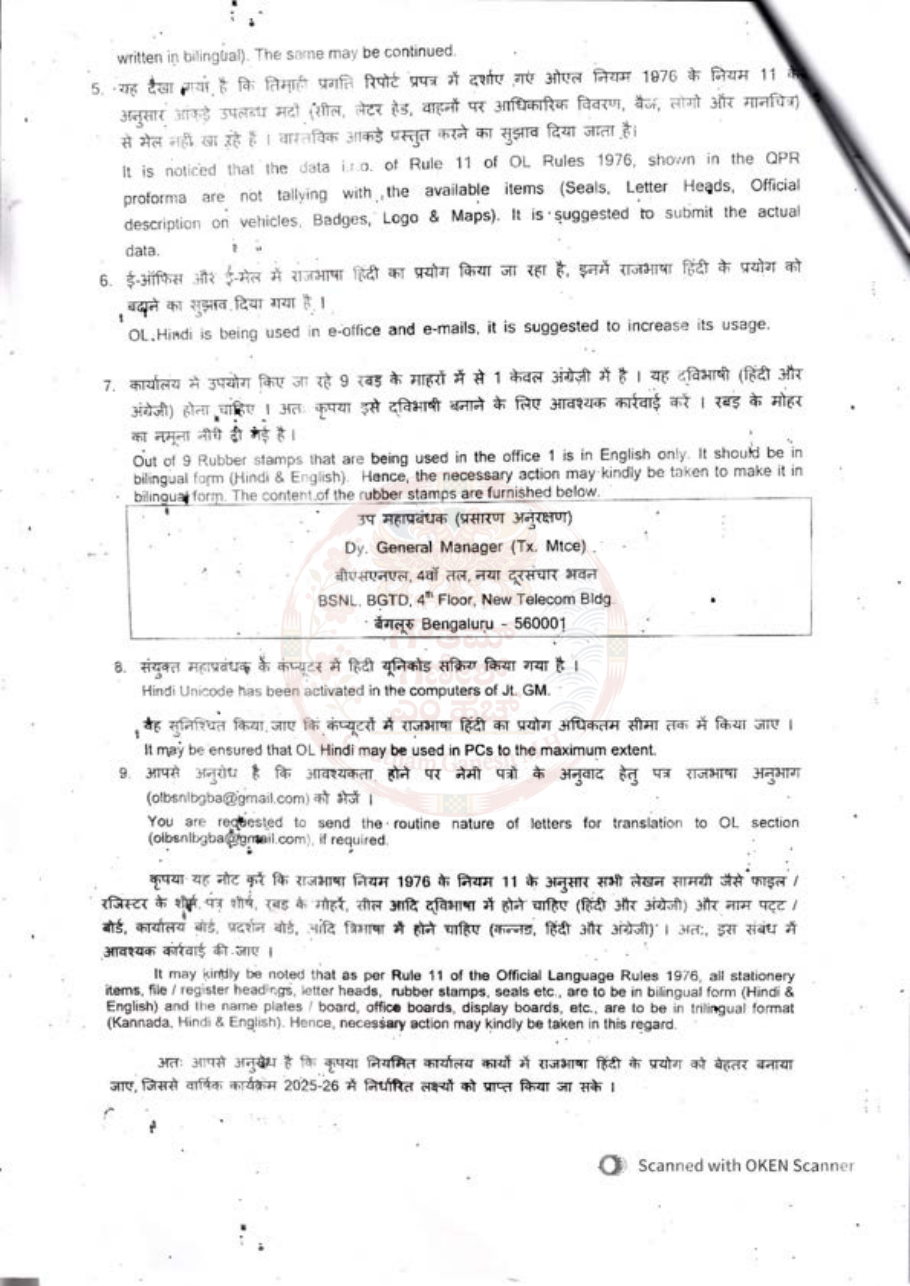 written in bilingual). The same may be continued.
5. यह देखा गया है कि तिमाही प्रगति रिपोर्ट प्रपत्र में दर्शाए गए ओएल नियम 1976 के नियम 11 के
अनुसार आंकड़े उपलब्ध मदों (शील, लेटर हेड, वाहनों पर आधिकारिक विवरण, बैज, लोगो और मानचित्र)
से मेल नहीं खा रहे हैं । वास्तविक आकडे प्रस्तुत करने का सुझाव दिया जाता है।
It is noticed that the data i.r.o. of Rule 11 of OL Rules 1976, shown in the QPR
proforma are not tallying with the available items (Seals, Letter Heads, Official
description on vehicles, Badges, Logo & Maps). It is suggested to submit the actual
data.
6. ई-ऑफिस और ई-मेल में राजभाषा हिंदी का प्रयोग किया जा रहा है, इनमें राजभाषा हिंदी के प्रयोग को
बढ़ाने का सुझाव दिया गया है ।
OL Hindi is being used in e-office and e-mails, it is suggested to increase its usage.
7. कार्यालय में उपयोग किए जा रहे 9 रबड़ के माहरों में से 1 केवल अंग्रेजी में है । यह द्विभाषी (हिंदी और
अंग्रेजी) होना चाहिए । अतः कृपया इसे द्विभाषी बनाने के लिए आवश्यक कार्रवाई करें । रबड़ के मोहर
का नमूना नीचे दी गई है ।
Out of 9 Rubber stamps that are being used in the office 1 is in English only. It should be in
bilingual form (Hindi & English). Hence, the necessary action may kindly be taken to make it in
bilingual form. The content of the rubber stamps are furnished below.
उप महाप्रबंधक (प्रसारण अनुरक्षण)
Dy. General Manager (Tx. Mtce)
बीएसएनएल, 4वाँ तल, नया दूरसंचार भवन
BSNL, BGTD, 4th Floor, New Telecom Bldg
बेंगलूरु Bengaluru - 560001
8. संयुक्त महाप्रबंधक के कंप्यूटर में हिंदी यूनिकोड सक्रिय किया गया है ।
Hindi Unicode has been activated in the computers of Jt. GM.
यह सुनिश्चित किया जाए कि कंप्यूटरों में राजभाषा हिंदी का प्रयोग अधिकतम सीमा तक में किया जाए ।
It may be ensured that OL Hindi may be used in PCs to the maximum extent.
9. आपसे अनुरोध है कि आवश्यकता होने पर नेमी पत्रों के अनुवाद हेतु पत्र राजभाषा अनुभाग
(olbsnlbgba@gmail.com) को भेजें ।
You are requested to send the routine nature of letters for translation to OL section
(olbsnlbgba@gmail.com), if required.
कृपया यह नोट करें कि राजभाषा नियम 1976 के नियम 11 के अनुसार सभी लेखन सामग्री जैसे फाइल /
रजिस्टर के शीर्ष, पत्र शीर्ष, रबड़ के मोहरें, सील आदि द्विभाषा में होने चाहिए (हिंदी और अंग्रेजी) और नाम पट्ट /
बोर्ड, कार्यालय बोर्ड, प्रदर्शन बोर्ड, आदि त्रिभाषा में होने चाहिए (कन्नड, हिंदी और अंग्रेजी) । अतः, इस संबंध में
आवश्यक कार्रवाई की जाए ।
It may kindly be noted that as per Rule 11 of the Official Language Rules 1976, all stationery
items, file / register headings, letter heads, rubber stamps, seals etc., are to be in bilingual form (Hindi &
English) and the name plates / board, office boards, display boards, etc., are to be in trilingual format
(Kannada, Hindi & English). Hence, necessary action may kindly be taken in this regard.
अतः आपसे अनुरोध है कि कृपया नियमित कार्यालय कार्यों में राजभाषा हिंदी के प्रयोग को बेहतर बनाया
जाए, जिससे वार्षिक कार्यक्रम 2025-26 में निर्धारित लक्ष्यों को प्राप्त किया जा सके ।
Scanned with OKEN Scanner